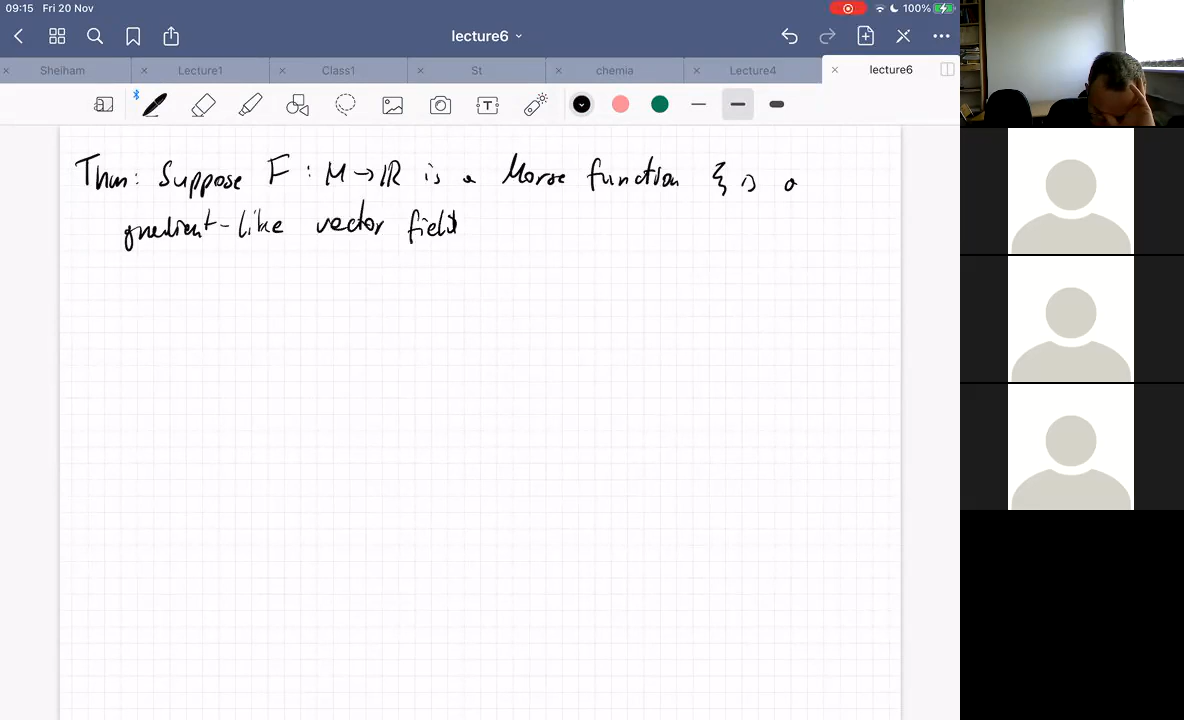 09:15 Fri 20 Nov
100%
lecture6
Sheiham
Lecture1
Class1
St
chemia
Lecture4
lecture6
Thm: Suppose F : M → ℝ is a Morse function ξ is a
gradient-like vector field